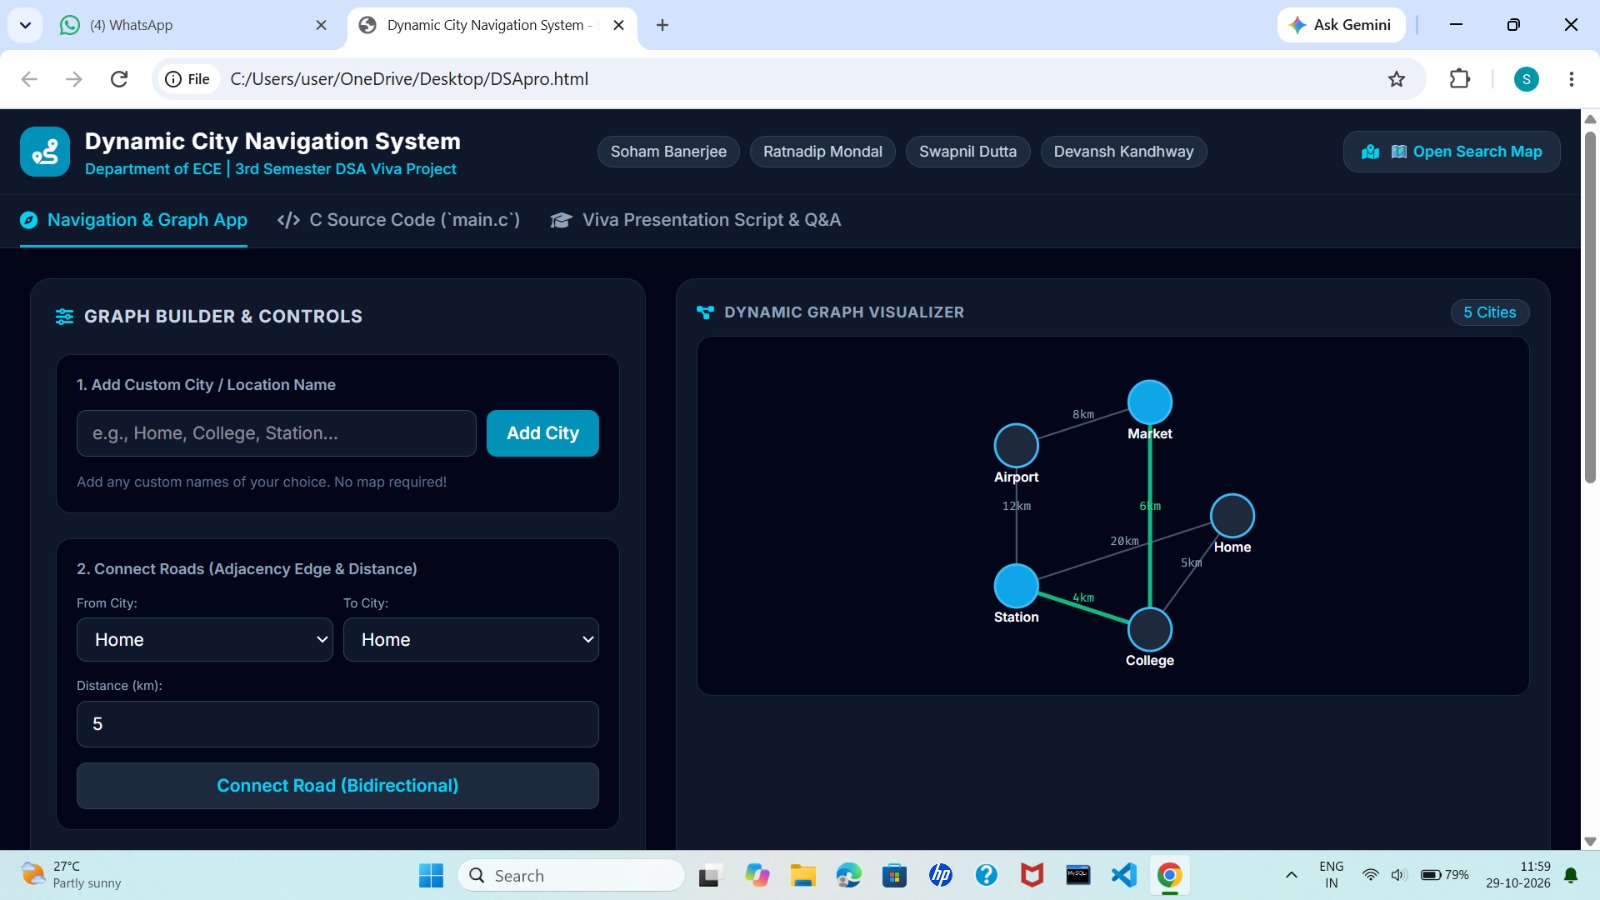 (4) WhatsApp
Dynamic City Navigation System -
Ask Gemini
File
C:/Users/user/OneDrive/Desktop/DSApro.html
S
Dynamic City Navigation System
Department of ECE | 3rd Semester DSA Viva Project
Soham Banerjee
Ratnadip Mondal
Swapnil Dutta
Devansh Kandhway
Open Search Map
Navigation & Graph App
</> C Source Code (`main.c`)
Viva Presentation Script & Q&A
GRAPH BUILDER & CONTROLS
1. Add Custom City / Location Name
e.g., Home, College, Station...
Add City
Add any custom names of your choice. No map required!
2. Connect Roads (Adjacency Edge & Distance)
From City:
To City:
Home
Home
Distance (km):
5
Connect Road (Bidirectional)
DYNAMIC GRAPH VISUALIZER
5 Cities
8km
Market
Airport
12km
6km
20km
Home
5km
4km
Station
College
27°C
Partly sunny
Search
hp
?
MySQL
ENG
IN
79%
11:59
29-10-2026